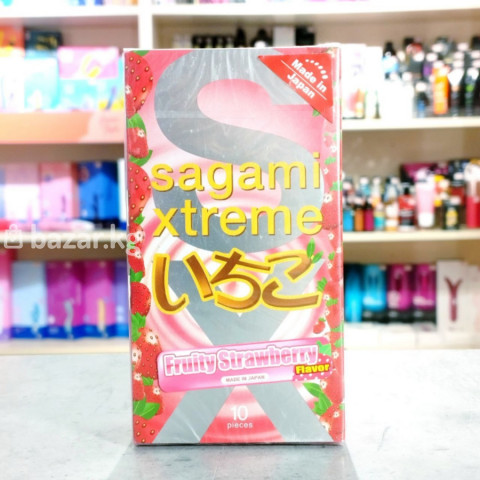 Made in
Japan
sagami
xtreme
bazar.kg
いちご
Fruity Strawberry
Flavor
MADE IN JAPAN
10
pieces